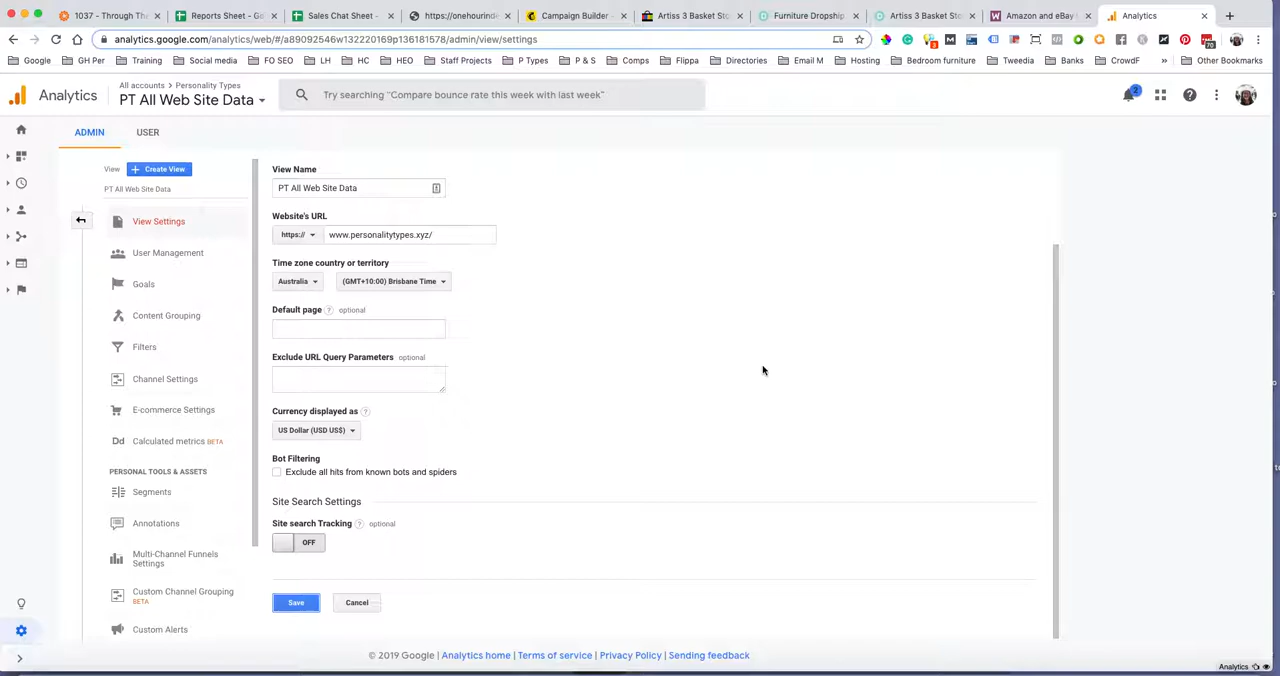 1037 - Through The
Reports Sheet - Go
Sales Chat Sheet -
https://onehourinde
Campaign Builder -
Artiss 3 Basket Sto
Furniture Dropship
Artiss 3 Basket Sto
Amazon and eBay
Analytics
analytics.google.com/analytics/web/#/a89092546w132220169p136181578/admin/view/settings
Google
GH Per
Training
Social media
FO SEO
LH
HC
HEO
Staff Projects
P Types
P & S
Comps
Flippa
Directories
Email M
Hosting
Bedroom furniture
Tweedia
Banks
CrowdF
»
Other Bookmarks
Analytics
All accounts > Personality Types
PT All Web Site Data
Try searching "Compare bounce rate this week with last week"
2
ADMIN
USER
View
+ Create View
PT All Web Site Data
View Settings
User Management
Goals
Content Grouping
Filters
Channel Settings
E-commerce Settings
Dd Calculated metrics BETA
PERSONAL TOOLS & ASSETS
Segments
Annotations
Multi-Channel Funnels
Settings
Custom Channel Grouping
BETA
Custom Alerts
View Name
PT All Web Site Data
Website's URL
https://
www.personalitytypes.xyz/
Time zone country or territory
Australia
(GMT+10:00) Brisbane Time
Default page ? optional
Exclude URL Query Parameters optional
Currency displayed as ?
US Dollar (USD US$)
Bot Filtering
Exclude all hits from known bots and spiders
Site Search Settings
Site search Tracking ? optional
OFF
Save
Cancel
© 2019 Google | Analytics home | Terms of service | Privacy Policy | Sending feedback
Analytics